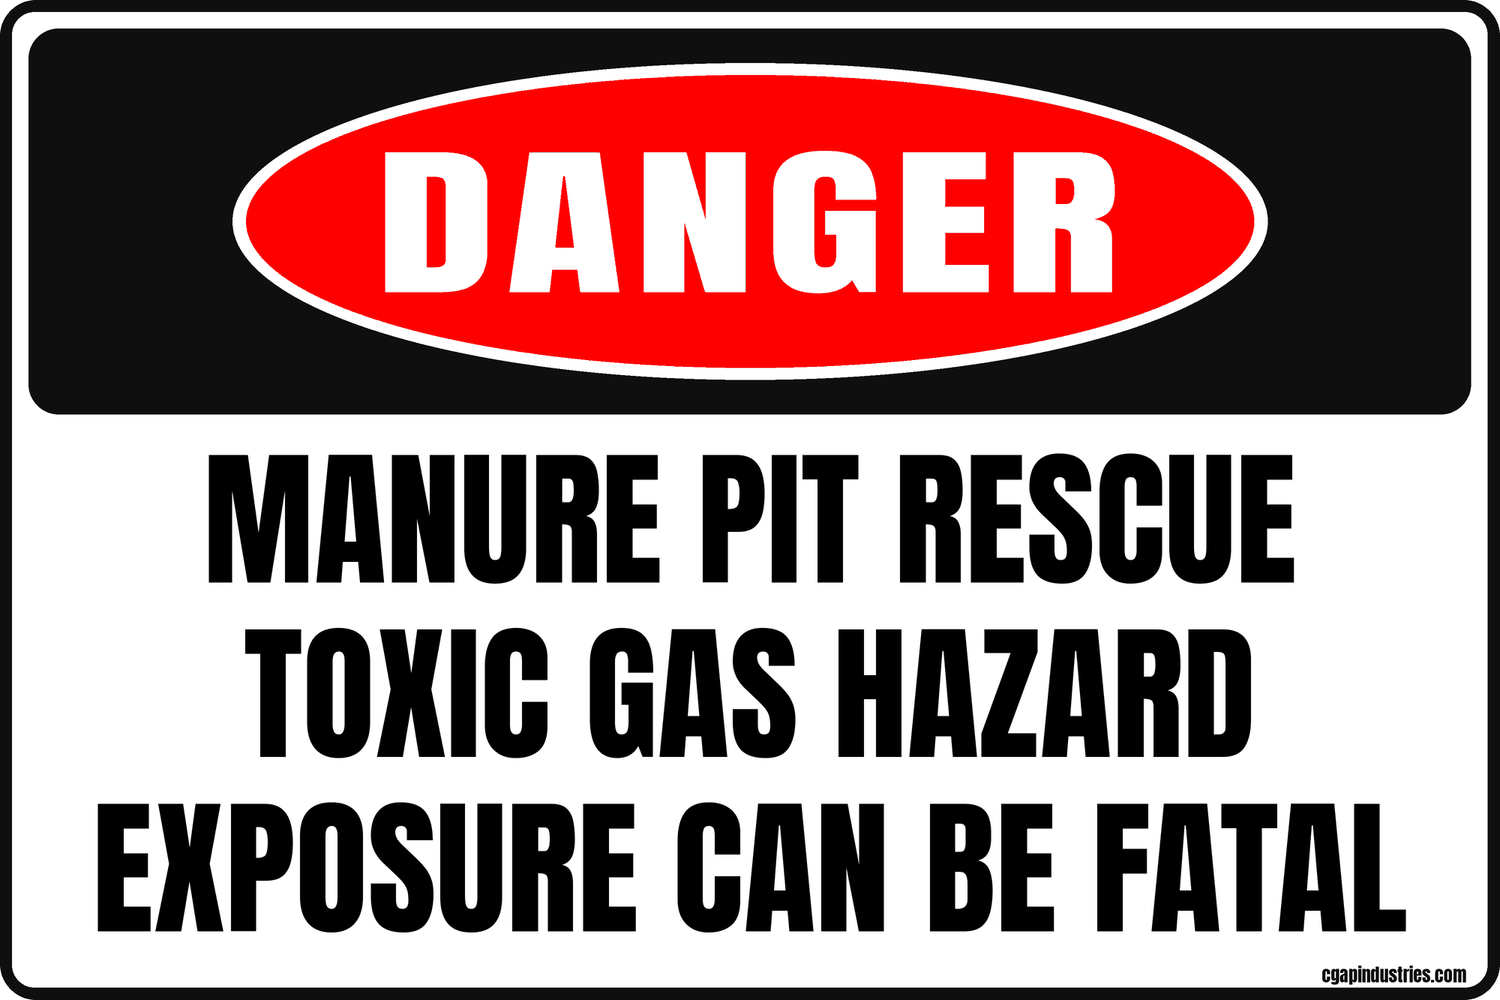 DANGER
MANURE PIT RESCUE
TOXIC GAS HAZARD
EXPOSURE CAN BE FATAL
cgapindustries.com